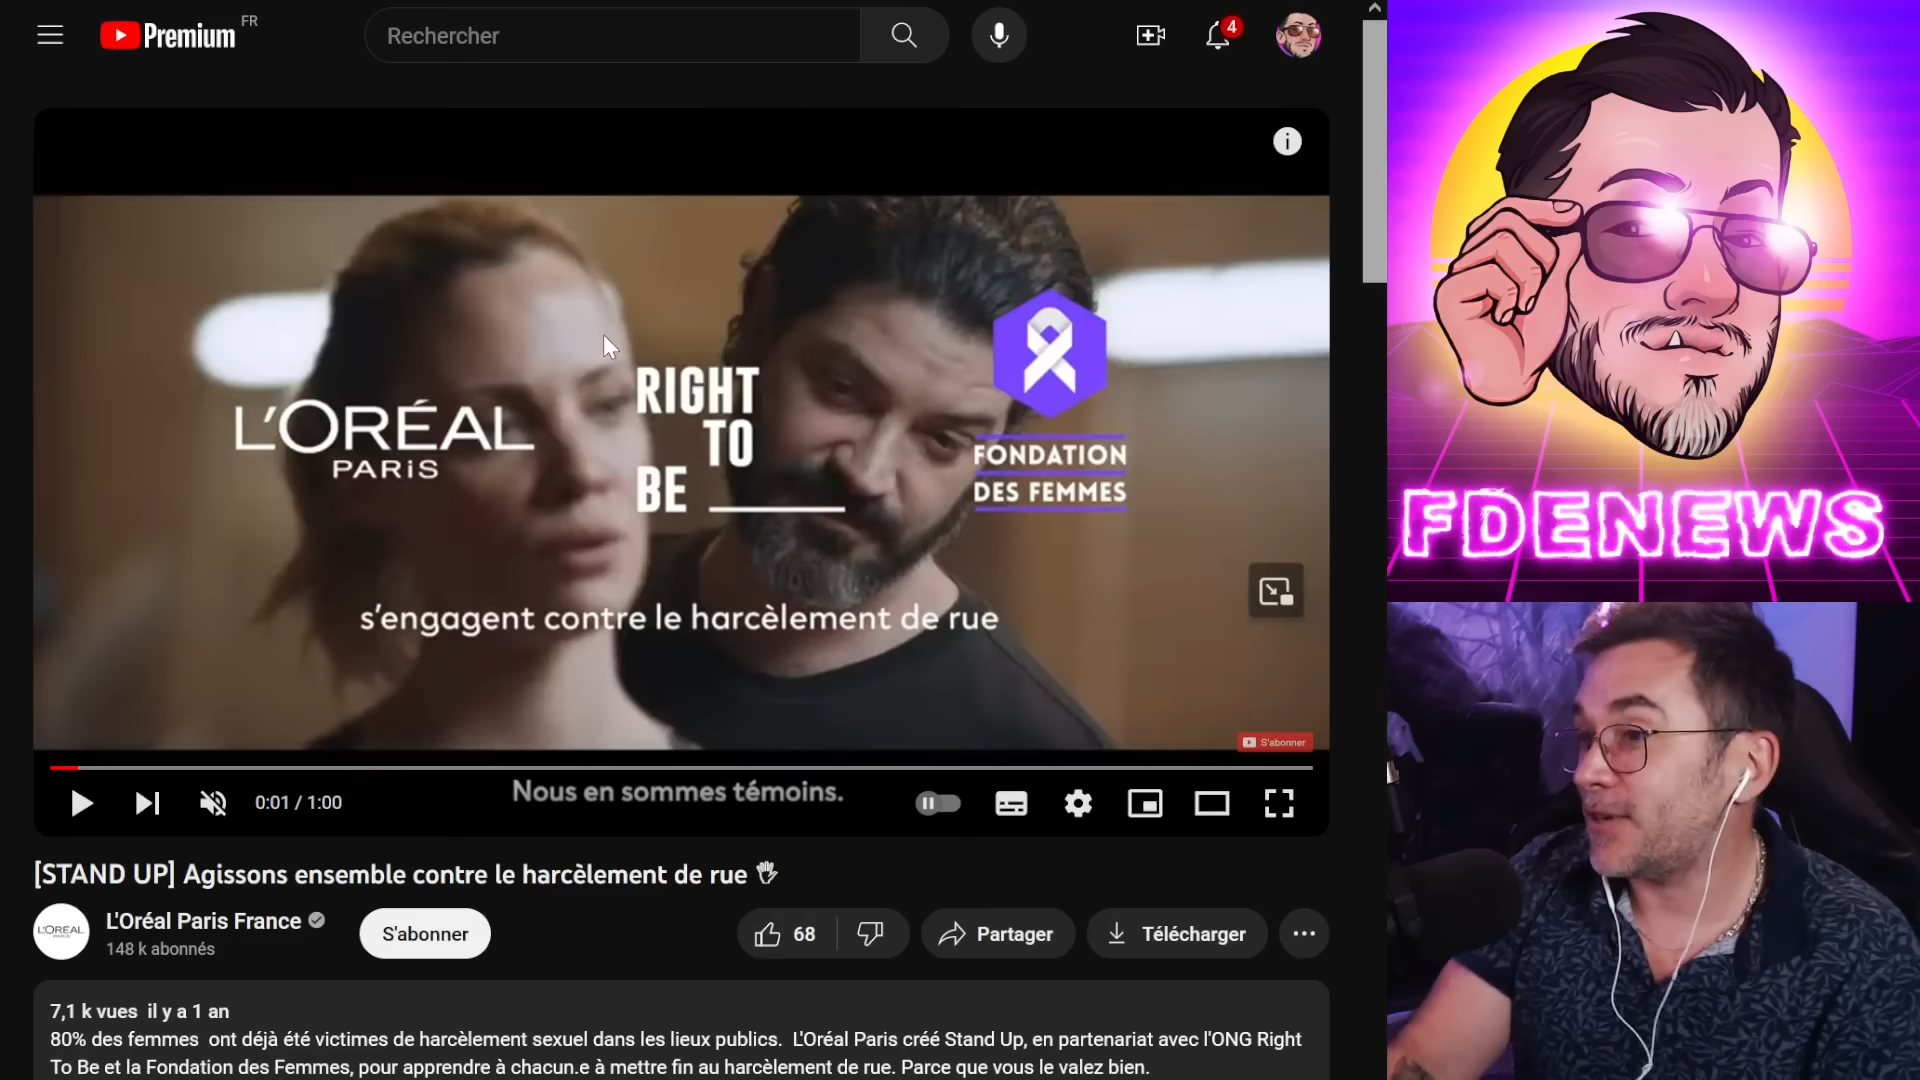 Premium FR
Rechercher
4
L'ORÉAL
PARIS
RIGHT
TO
BE
FONDATION
DES FEMMES
s'engagent contre le harcèlement de rue
S'abonner
Nous en sommes témoins.
0:01 / 1:00
[STAND UP] Agissons ensemble contre le harcèlement de rue
L'ORÉAL
PARIS
L'Oréal Paris France
148 k abonnés
S'abonner
68
Partager
Télécharger
7,1 k vues il y a 1 an
80% des femmes ont déjà été victimes de harcèlement sexuel dans les lieux publics. L'Oréal Paris créé Stand Up, en partenariat avec l'ONG Right
To Be et la Fondation des Femmes, pour apprendre à chacun.e à mettre fin au harcèlement de rue. Parce que vous le valez bien.
FDENEWS